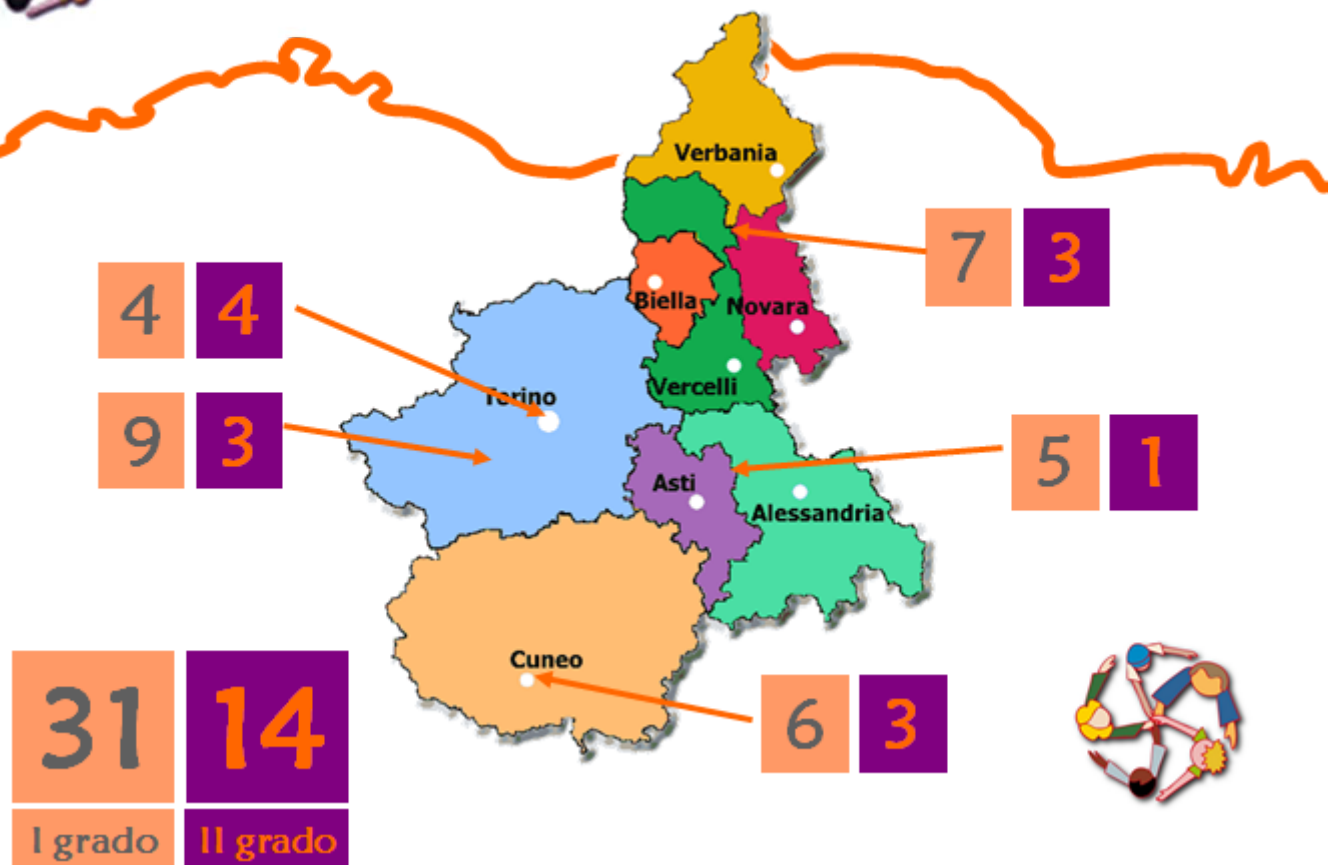 Verbania
7 3
4 4
Biella
Novara
Vercelli
Torino
9 3
5 1
Asti
Alessandria
Cuneo
6 3
31 14
I grado II grado